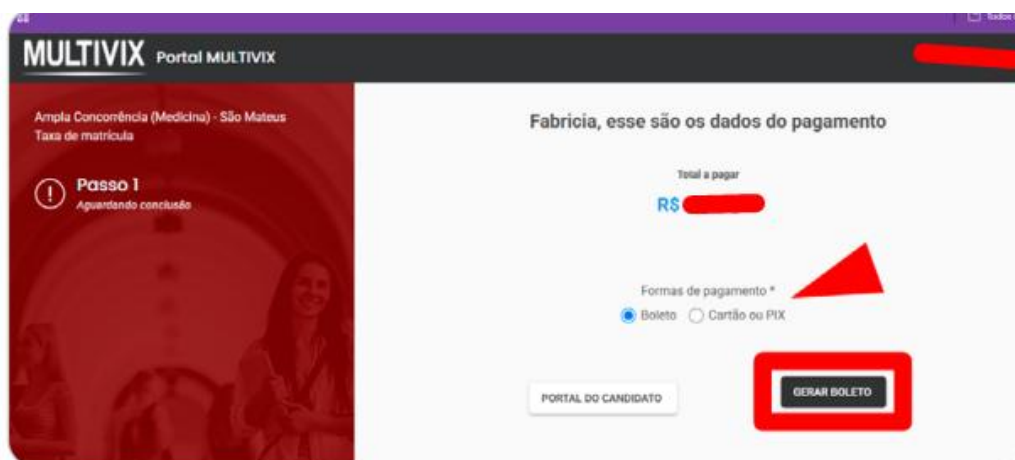 Todos
MULTIVIX Portal MULTIVIX
Ampla Concorrência (Medicina) - São Mateus
Taxa de matrícula
Passo 1
Aguardando conclusão
Fabricia, esse são os dados do pagamento
Total a pagar
R$
Formas de pagamento *
Boleto Cartão ou PIX
PORTAL DO CANDIDATO
GERAR BOLETO